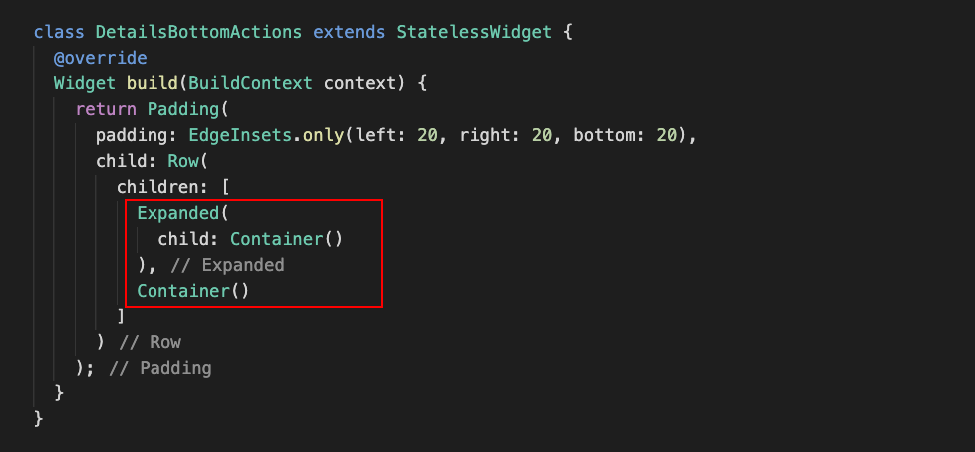 class DetailsBottomActions extends StatelessWidget {
@override
Widget build(BuildContext context) {
return Padding(
padding: EdgeInsets.only(left: 20, right: 20, bottom: 20),
child: Row(
children: [
Expanded(
child: Container()
), // Expanded
Container()
]
) // Row
); // Padding
}
}